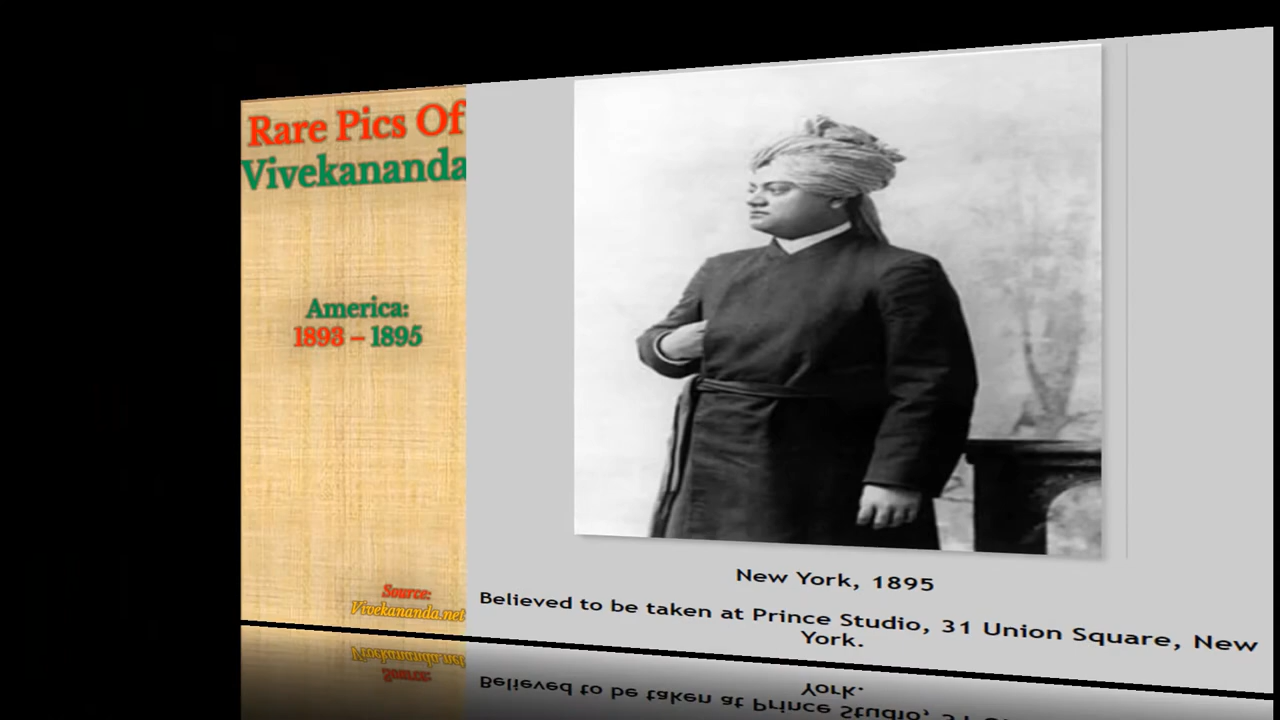 Rare Pics Of
Vivekananda
America:
1893 – 1895
Source:
Vivekananda.net
New York, 1895
Believed to be taken at Prince Studio, 31 Union Square, New
York.